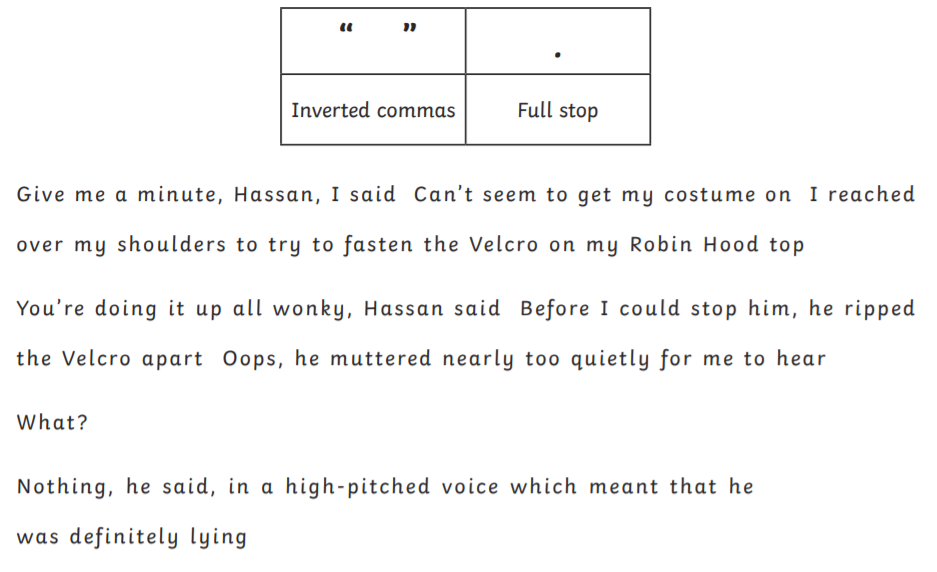 “ ” .
Inverted commas Full stop
Give me a minute, Hassan, I said  Can’t seem to get my costume on  I reached
over my shoulders to try to fasten the Velcro on my Robin Hood top
You’re doing it up all wonky, Hassan said  Before I could stop him, he ripped
the Velcro apart  Oops, he muttered nearly too quietly for me to hear
What?
Nothing, he said, in a high-pitched voice which meant that he
was definitely lying